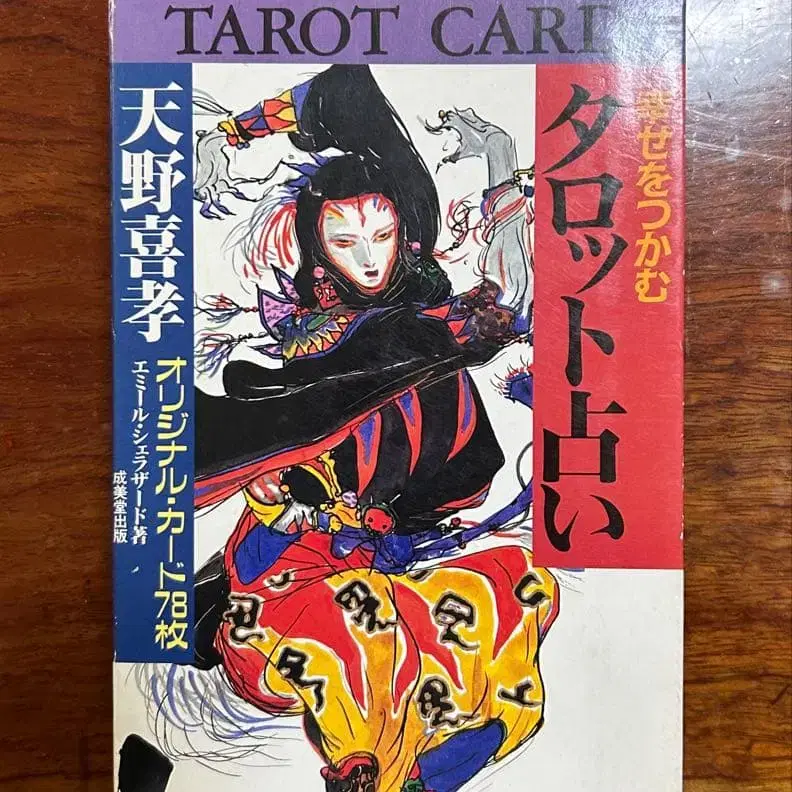 TAROT CARD
幸せをつかむ
タロット占い
天野喜孝
オリジナル・カード78枚
エミール・シェラザード著
成美堂出版